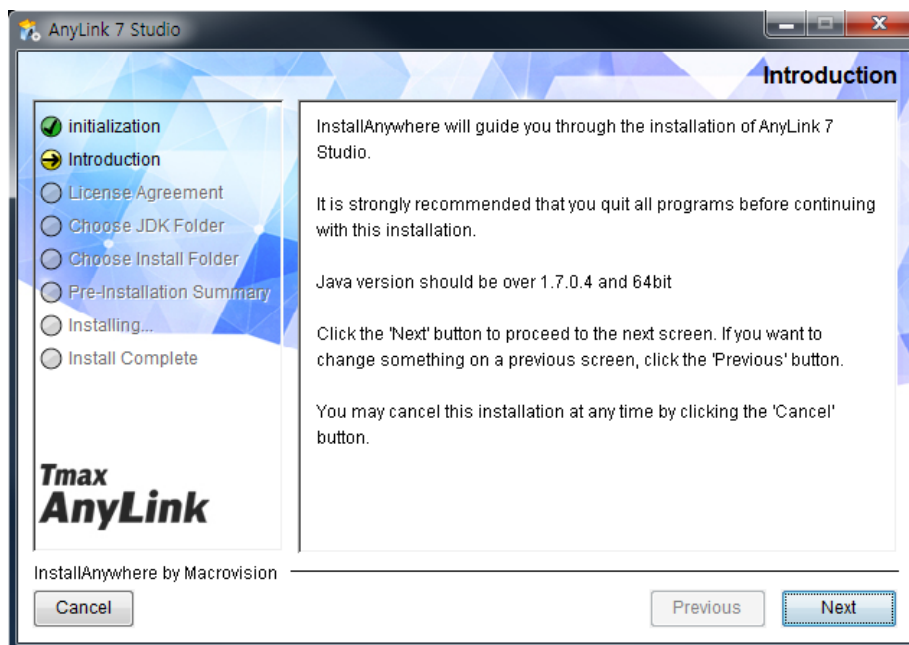 AnyLink 7 Studio
Introduction
initialization
Introduction
License Agreement
Choose JDK Folder
Choose Install Folder
Pre-Installation Summary
Installing...
Install Complete
InstallAnywhere will guide you through the installation of AnyLink 7
Studio.
It is strongly recommended that you quit all programs before continuing
with this installation.
Java version should be over 1.7.0.4 and 64bit
Click the 'Next' button to proceed to the next screen. If you want to
change something on a previous screen, click the 'Previous' button.
You may cancel this installation at any time by clicking the 'Cancel'
button.
Tmax
AnyLink
InstallAnywhere by Macrovision
Cancel
Previous
Next